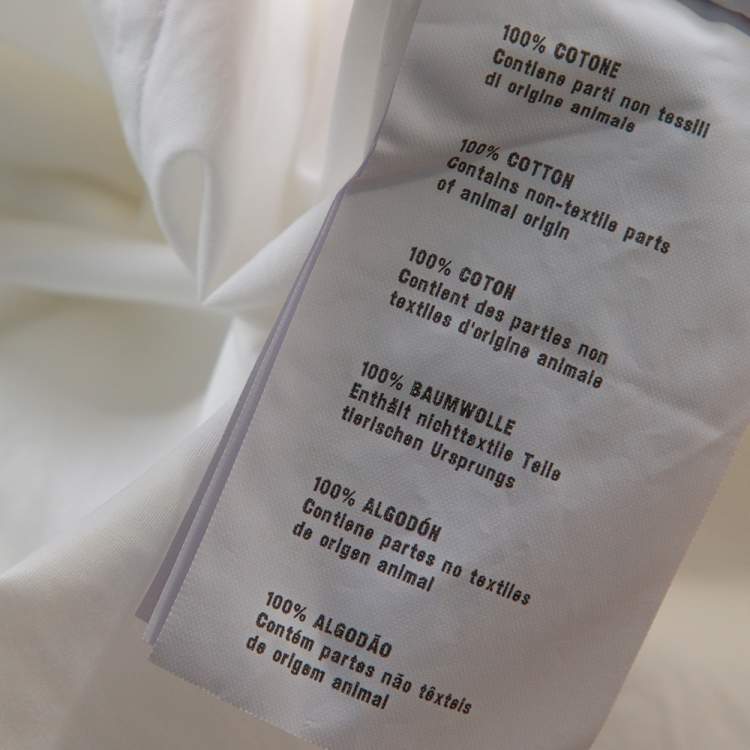 100% COTONE
Contiene parti non tessili
di origine animale
100% COTTON
Contains non-textile parts
of animal origin
100% COTON
Contient des parties non
textiles d'origine animale
100% BAUMWOLLE
Enthält nichttextile Teile
tierischen Ursprungs
100% ALGODÓN
Contiene partes no textiles
de origen animal
100% ALGODÃO
Contém partes não têxteis
de origem animal